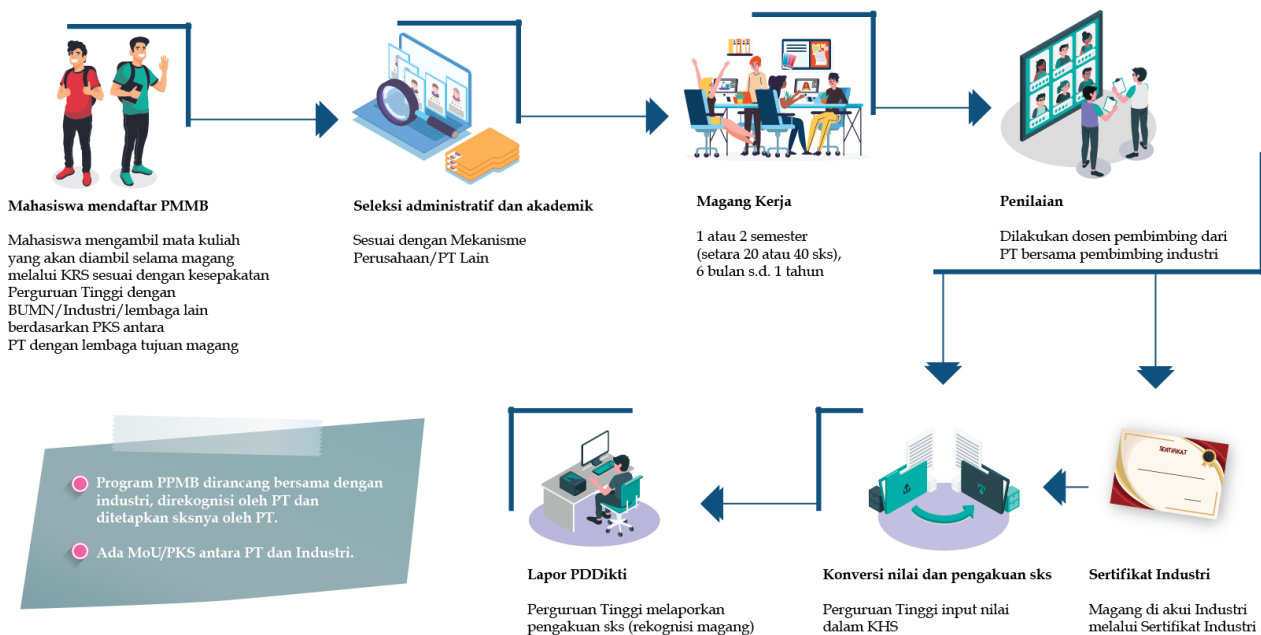 Mahasiswa mendaftar PMMB
Mahasiswa mengambil mata kuliah
yang akan diambil selama magang
melalui KRS sesuai dengan kesepakatan
Perguruan Tinggi dengan
BUMN/Industri/lembaga lain
berdasarkan PKS antara
PT dengan lembaga tujuan magang
Seleksi administratif dan akademik
Sesuai dengan Mekanisme
Perusahaan/PT Lain
Magang Kerja
1 atau 2 semester
(setara 20 atau 40 sks),
6 bulan s.d. 1 tahun
Penilaian
Dilakukan dosen pembimbing dari
PT bersama pembimbing industri
SERTIFIKAT
Sertifikat Industri
Magang di akui Industri
melalui Sertifikat Industri
Konversi nilai dan pengakuan sks
Perguruan Tinggi input nilai
dalam KHS
Lapor PDDikti
Perguruan Tinggi melaporkan
pengakuan sks (rekognisi magang)
Program PPMB dirancang bersama dengan
industri, direkognisi oleh PT dan
ditetapkan sksnya oleh PT.
Ada MoU/PKS antara PT dan Industri.